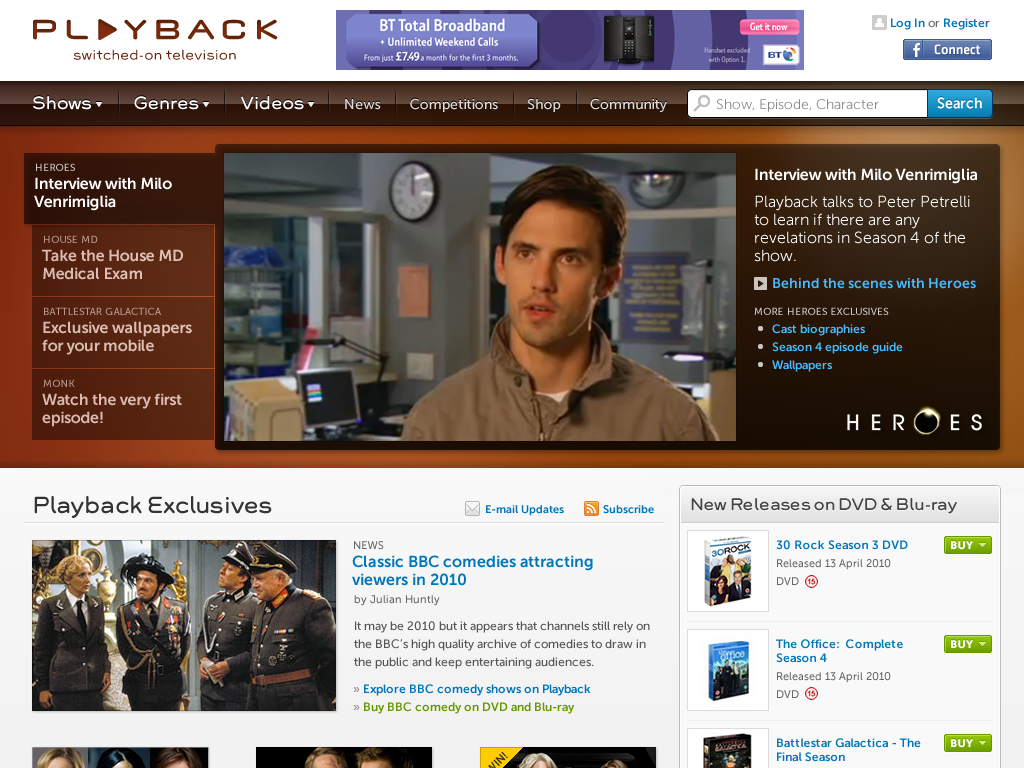 PLAYBACK
switched-on television
BT Total Broadband
+ Unlimited Weekend Calls
From just £7.49 a month for the first 3 months.
Get it now
Handset excluded
with Option 1.
BT
Log In or Register
f Connect
Shows
Genres
Videos
News
Competitions
Shop
Community
Show, Episode, Character
Search
HEROES
Interview with Milo
Venrimiglia
HOUSE MD
Take the House MD
Medical Exam
BATTLESTAR GALACTICA
Exclusive wallpapers
for your mobile
MONK
Watch the very first
episode!
Interview with Milo Venrimiglia
Playback talks to Peter Petrelli
to learn if there are any
revelations in Season 4 of the
show.
Behind the scenes with Heroes
MORE HEROES EXCLUSIVES
Cast biographies
Season 4 episode guide
Wallpapers
HEROES
Playback Exclusives
E-mail Updates
Subscribe
NEWS
Classic BBC comedies attracting
viewers in 2010
by Julian Huntly
It may be 2010 but it appears that channels still rely on
the BBC's high quality archive of comedies to draw in
the public and keep entertaining audiences.
» Explore BBC comedy shows on Playback
» Buy BBC comedy on DVD and Blu-ray
WIN!
New Releases on DVD & Blu-ray
30 ROCK
30 Rock Season 3 DVD
Released 13 April 2010
DVD 15
BUY
office
The Office: Complete
Season 4
Released 13 April 2010
DVD 15
BUY
GALACTICA
Battlestar Galactica - The
Final Season
BUY